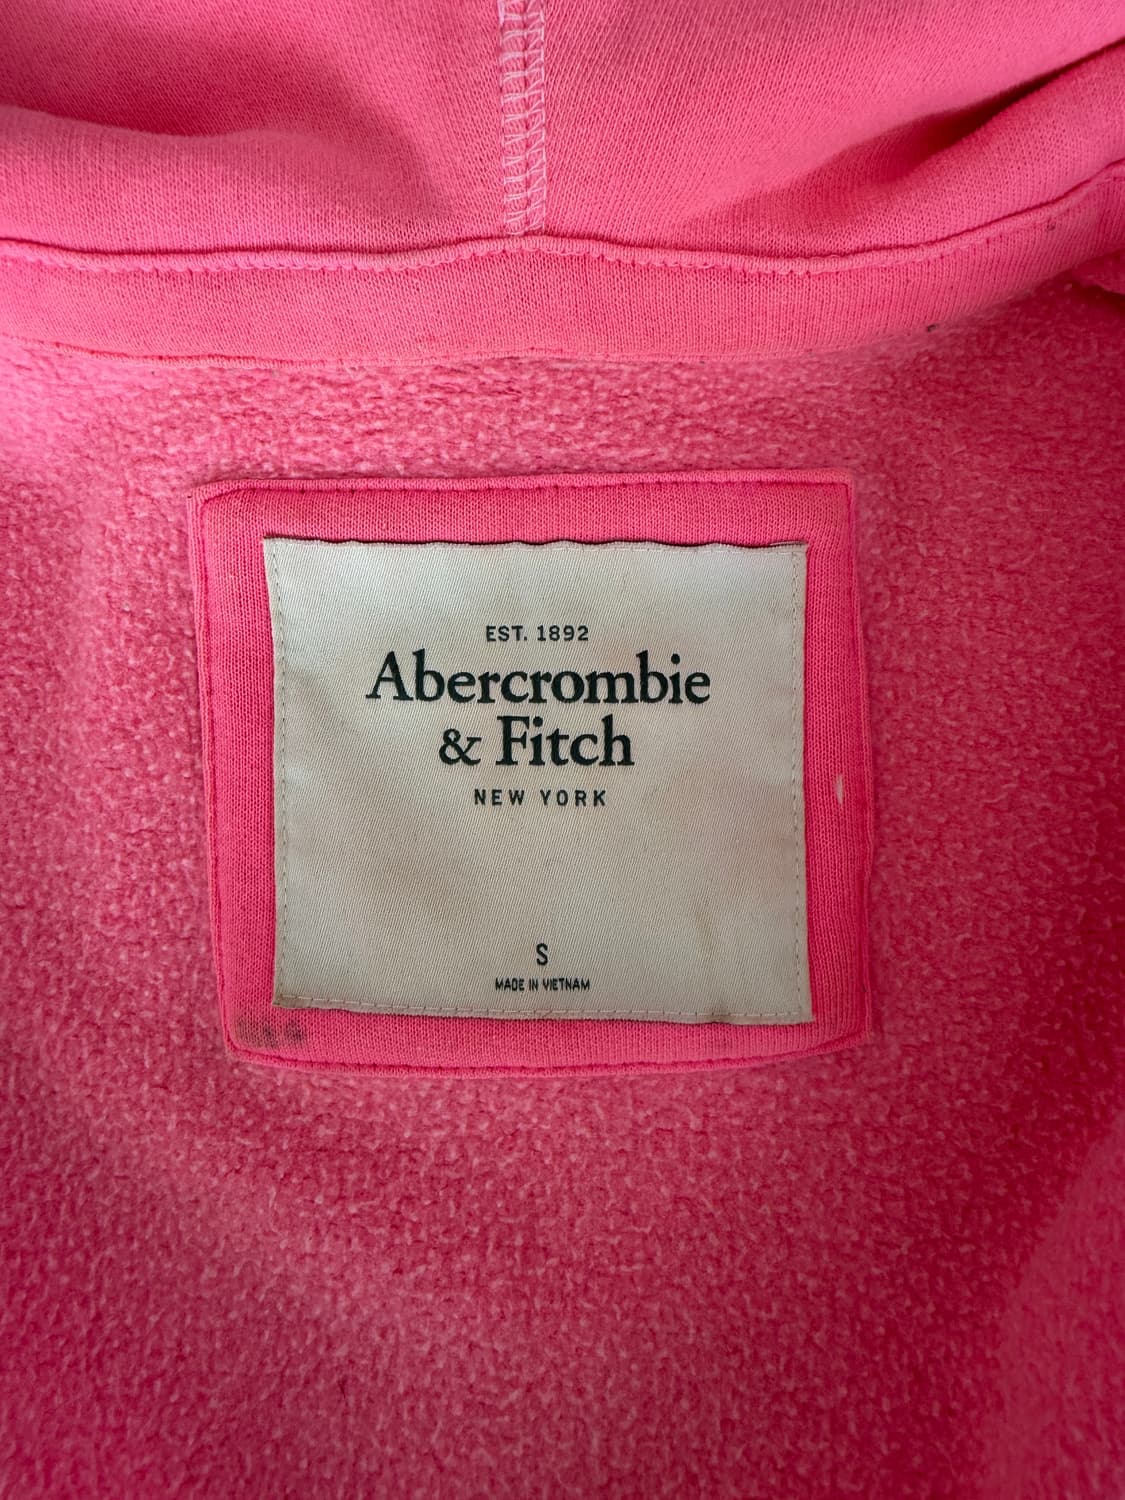 EST. 1892
Abercrombie
& Fitch
NEW YORK
S
MADE IN VIETNAM